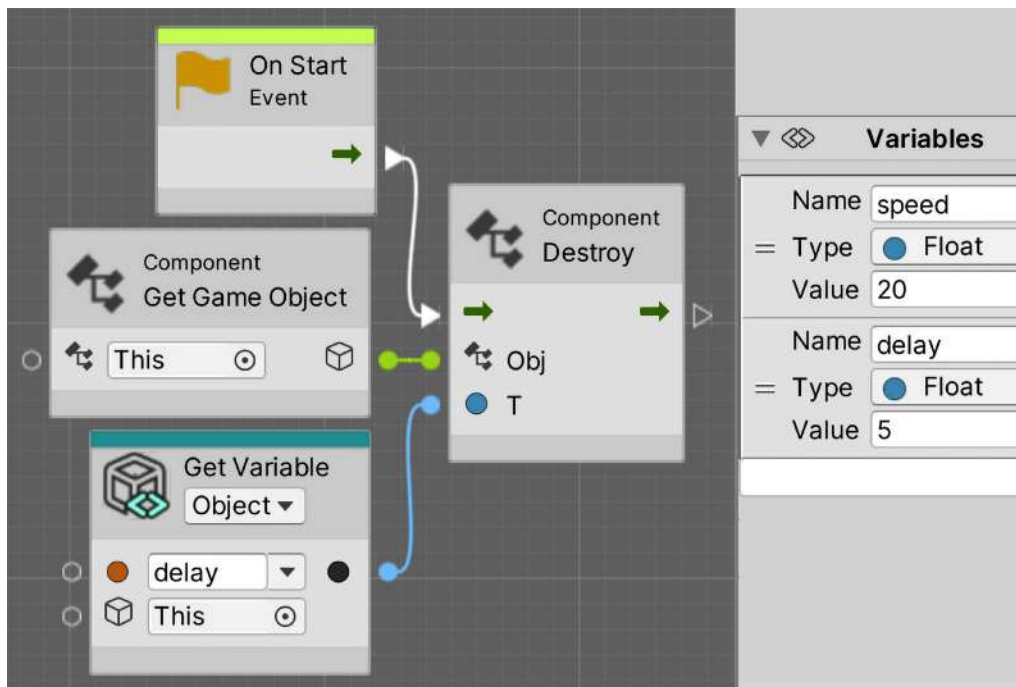 On Start
Event
Component
Get Game Object
This
Component
Destroy
Obj
T
Get Variable
Object
delay
This
Variables
Name speed
= Type Float
Value 20
Name delay
= Type Float
Value 5